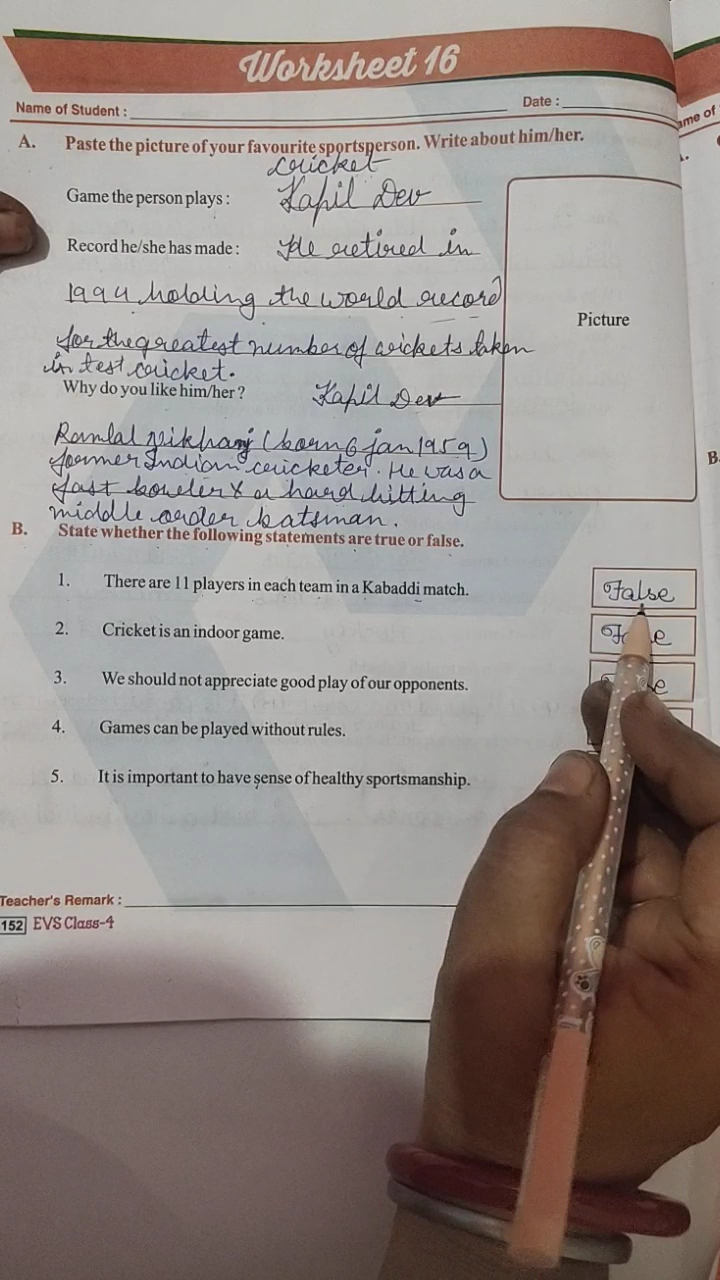 Worksheet 16
Name of Student :
Date :
ame of
A. Paste the picture of your favourite sportsperson. Write about him/her.
cricket
Game the person plays : Kapil Dev
Record he/she has made : He retired in
1994 holding the world record
for the greatest number of wickets taken
in test cricket.
Picture
Why do you like him/her? Kapil Dev
Ramlal nikhanj (born 6 jan 1959)
former Indian cricketer. He was a
fast bowler & a hard hitting
middle order batsman.
B.
B. State whether the following statements are true or false.
1. There are 11 players in each team in a Kabaddi match. False
2. Cricket is an indoor game.
3. We should not appreciate good play of our opponents.
4. Games can be played without rules.
5. It is important to have sense of healthy sportsmanship.
Teacher's Remark :
152 EVS Class-4